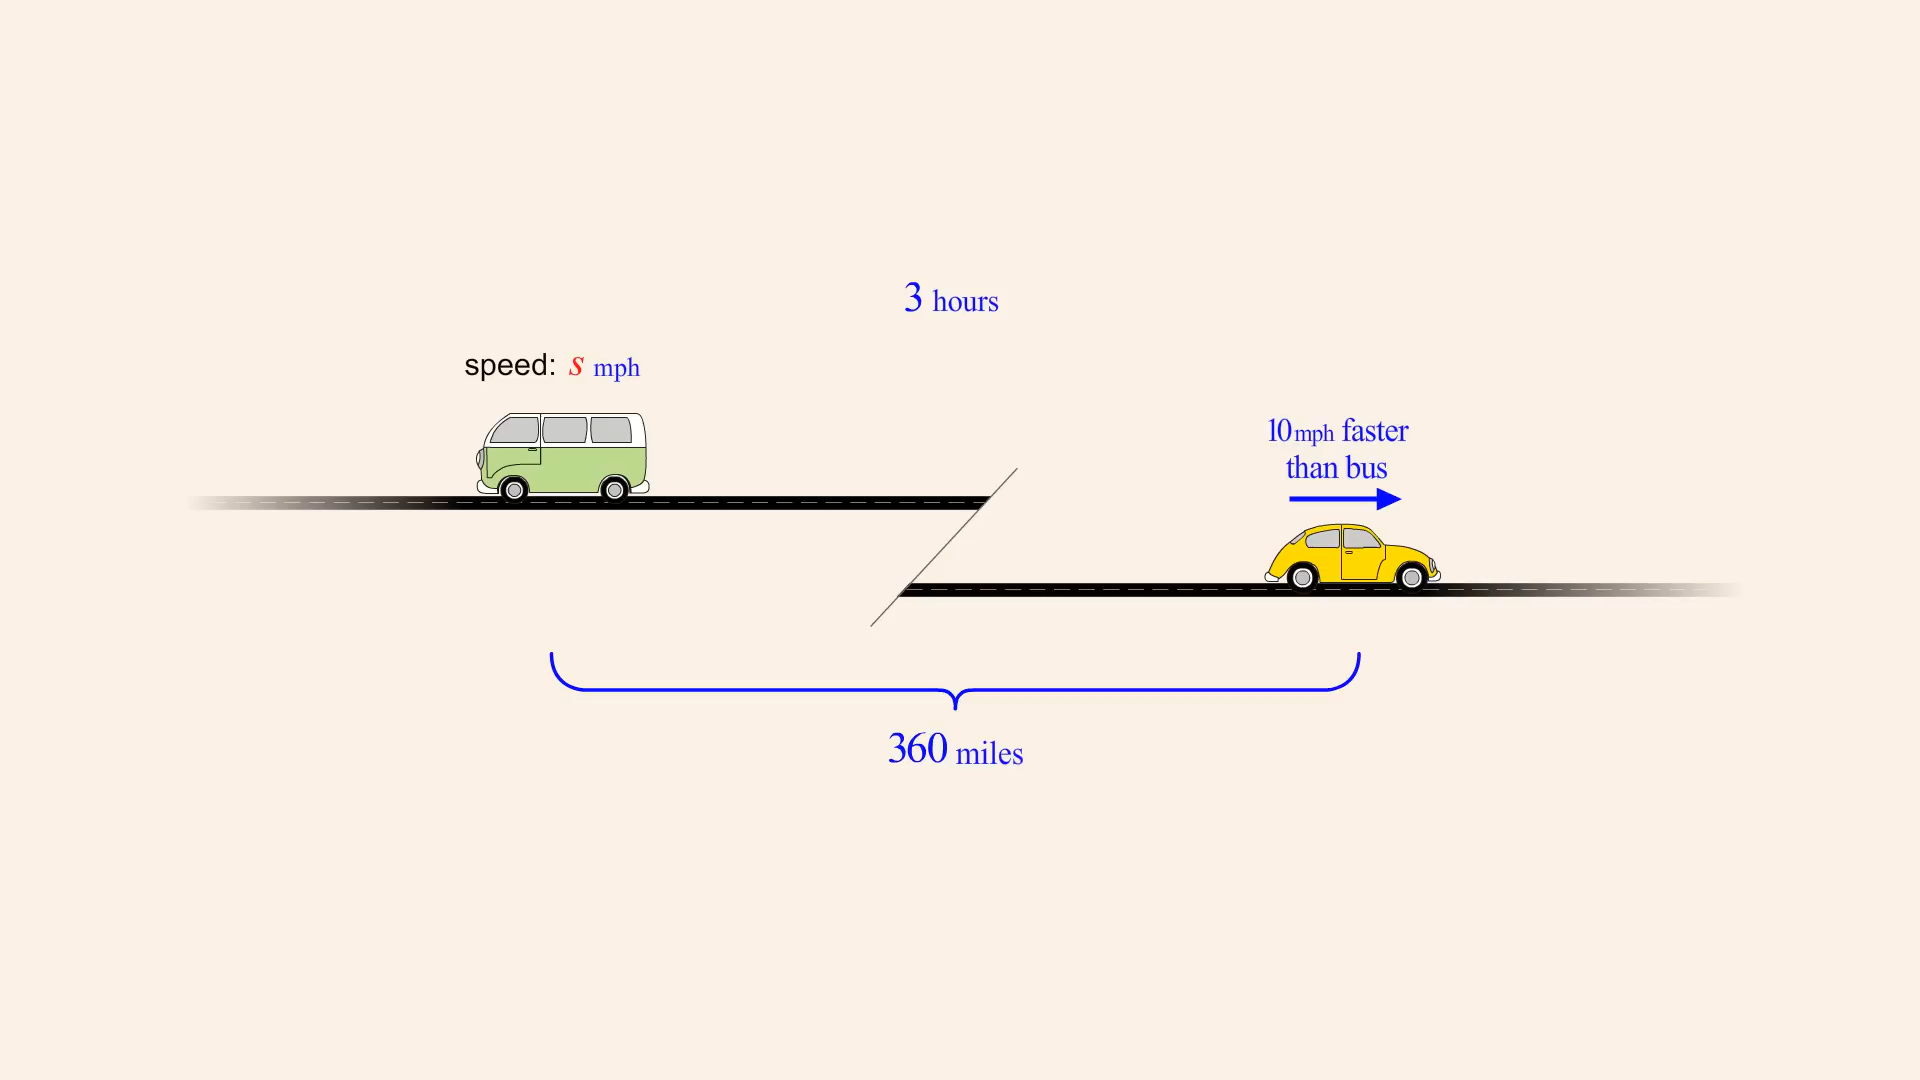 3 hours
speed: s mph
10 mph faster
than bus
360 miles